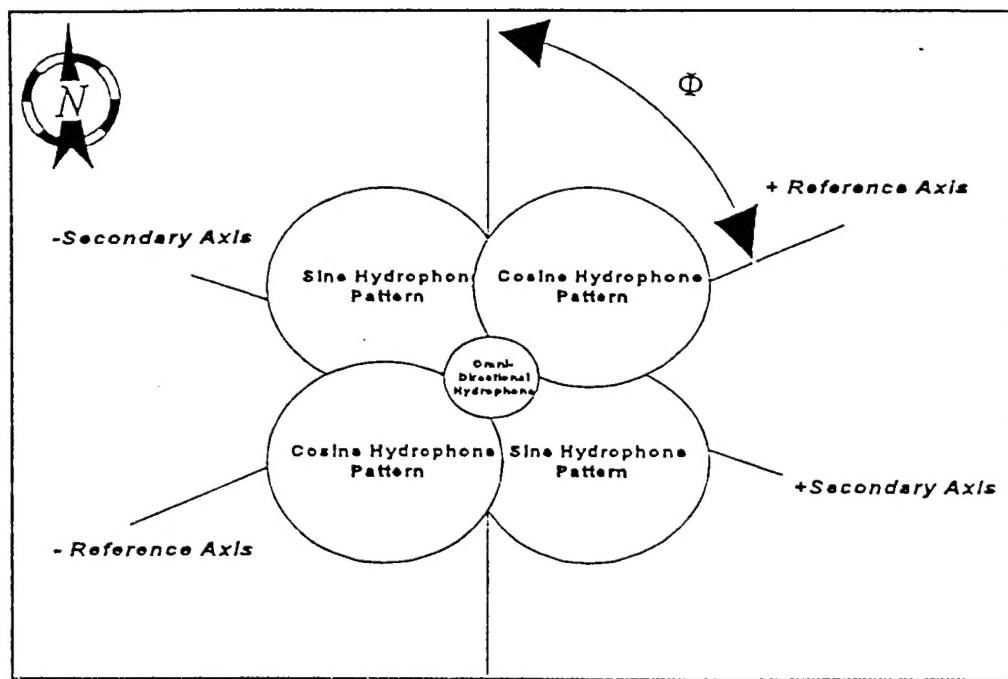 N
Φ
+ Reference Axis
-Secondary Axis
Sine Hydrophon
Pattern
Cosine Hydrophone
Pattern
Omni-
Directional
Hydrophone
Cosine Hydrophone
Pattern
Sine Hydrophone
Pattern
+Secondary Axis
- Reference Axis